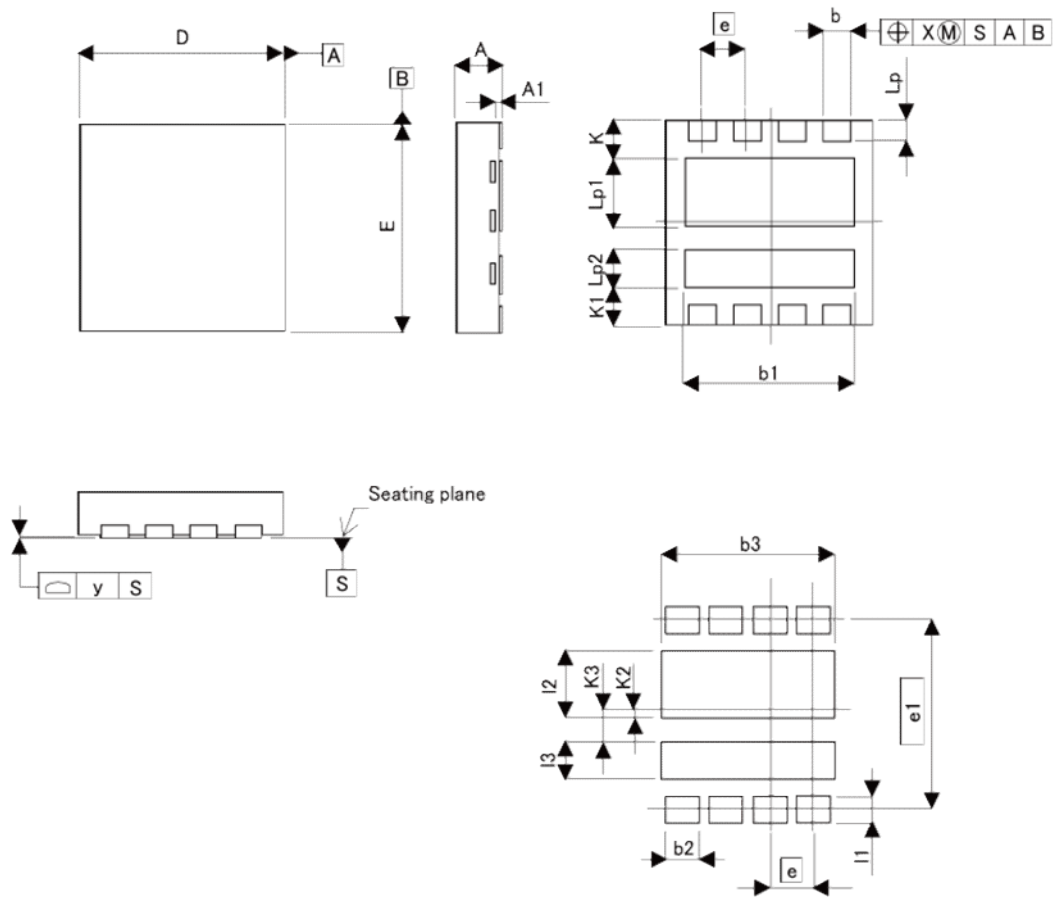 D
A
B
E
A
A1
e
b
⌖ X Ⓜ S A B
Lp
K
Lp1
Lp2
K1
b1
Seating plane
S
⌓ y S
b3
l2
K3
K2
l3
e1
b2
e
l1